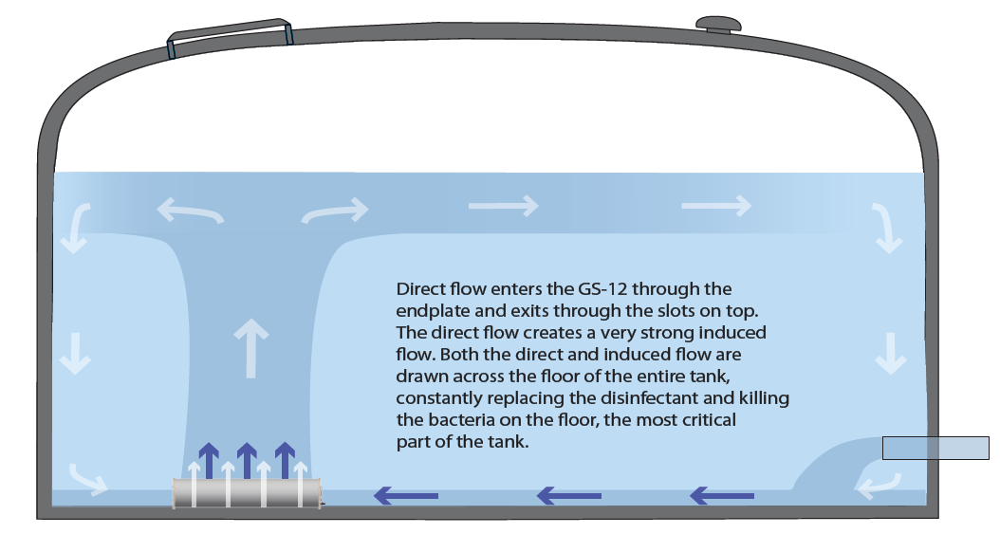 Direct flow enters the GS-12 through the
endplate and exits through the slots on top.
The direct flow creates a very strong induced
flow. Both the direct and induced flow are
drawn across the floor of the entire tank,
constantly replacing the disinfectant and killing
the bacteria on the floor, the most critical
part of the tank.